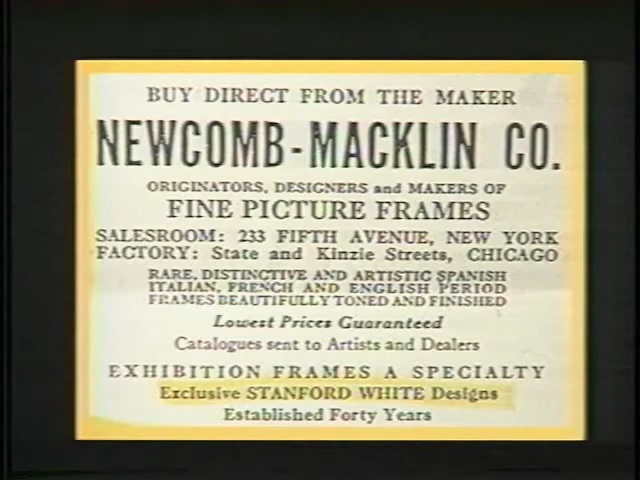 BUY DIRECT FROM THE MAKER
NEWCOMB-MACKLIN CO.
ORIGINATORS, DESIGNERS and MAKERS OF
FINE PICTURE FRAMES
SALESROOM: 233 FIFTH AVENUE, NEW YORK
FACTORY: State and Kinzie Streets, CHICAGO
RARE, DISTINCTIVE AND ARTISTIC SPANISH
ITALIAN, FRENCH AND ENGLISH PERIOD
FRAMES BEAUTIFULLY TONED AND FINISHED
Lowest Prices Guaranteed
Catalogues sent to Artists and Dealers
EXHIBITION FRAMES A SPECIALTY
Exclusive STANFORD WHITE Designs
Established Forty Years